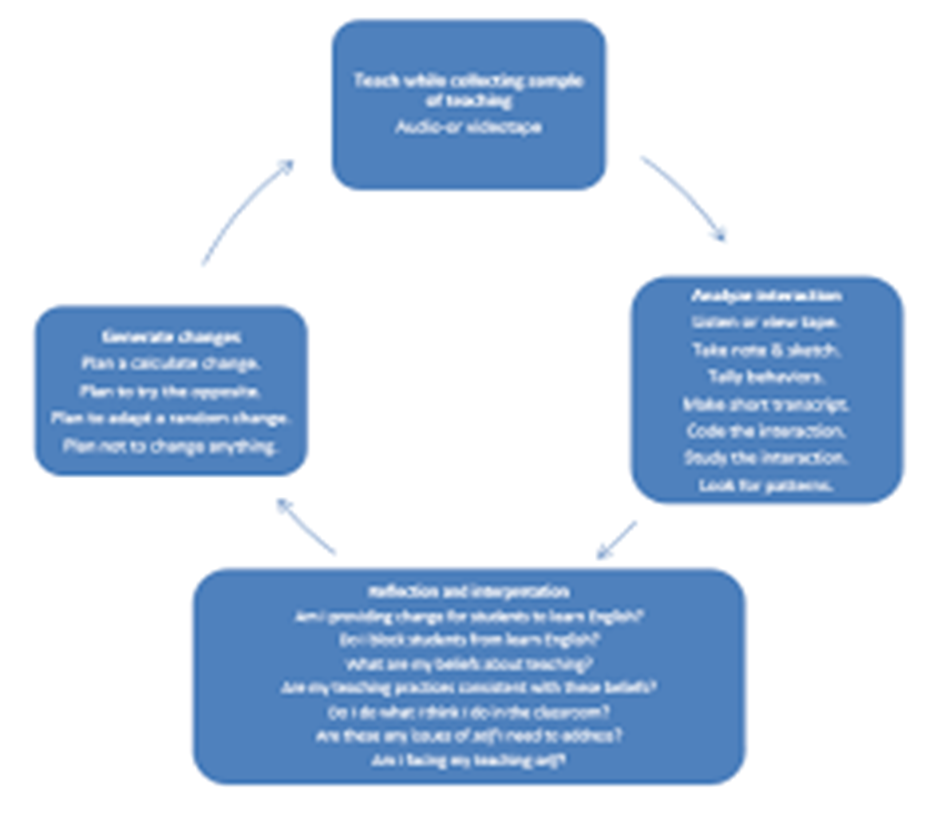 Teach while collecting sample
of teaching
Audio-or videotape
Analyze interaction
Listen or view tape.
Take note & sketch.
Tally behaviors.
Make short transcript.
Code the interaction.
Study the interaction.
Look for patterns.
Reflection and interpretation
Am I providing change for students to learn English?
Do I block students from learn English?
What are my beliefs about teaching?
Are my teaching practices consistent with these beliefs?
Do I do what I think I do in the classroom?
Are these any issues of self I need to address?
Am I facing my teaching self?
Generate changes
Plan a calculate change.
Plan to try the opposite.
Plan to adapt a random change.
Plan not to change anything.